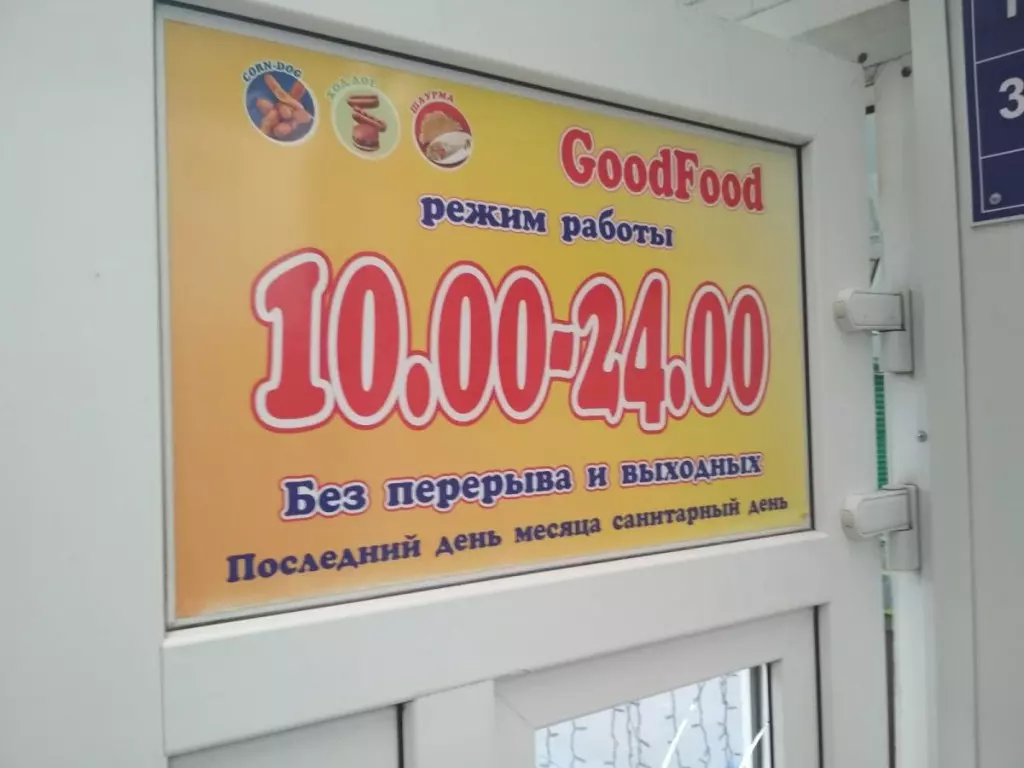 CORN-DOG
ХОТ ДОГ
ШАУРМА
GoodFood
режим работы
10.00-24.00
Без перерыва и выходных
Последний день месяца санитарный день
3